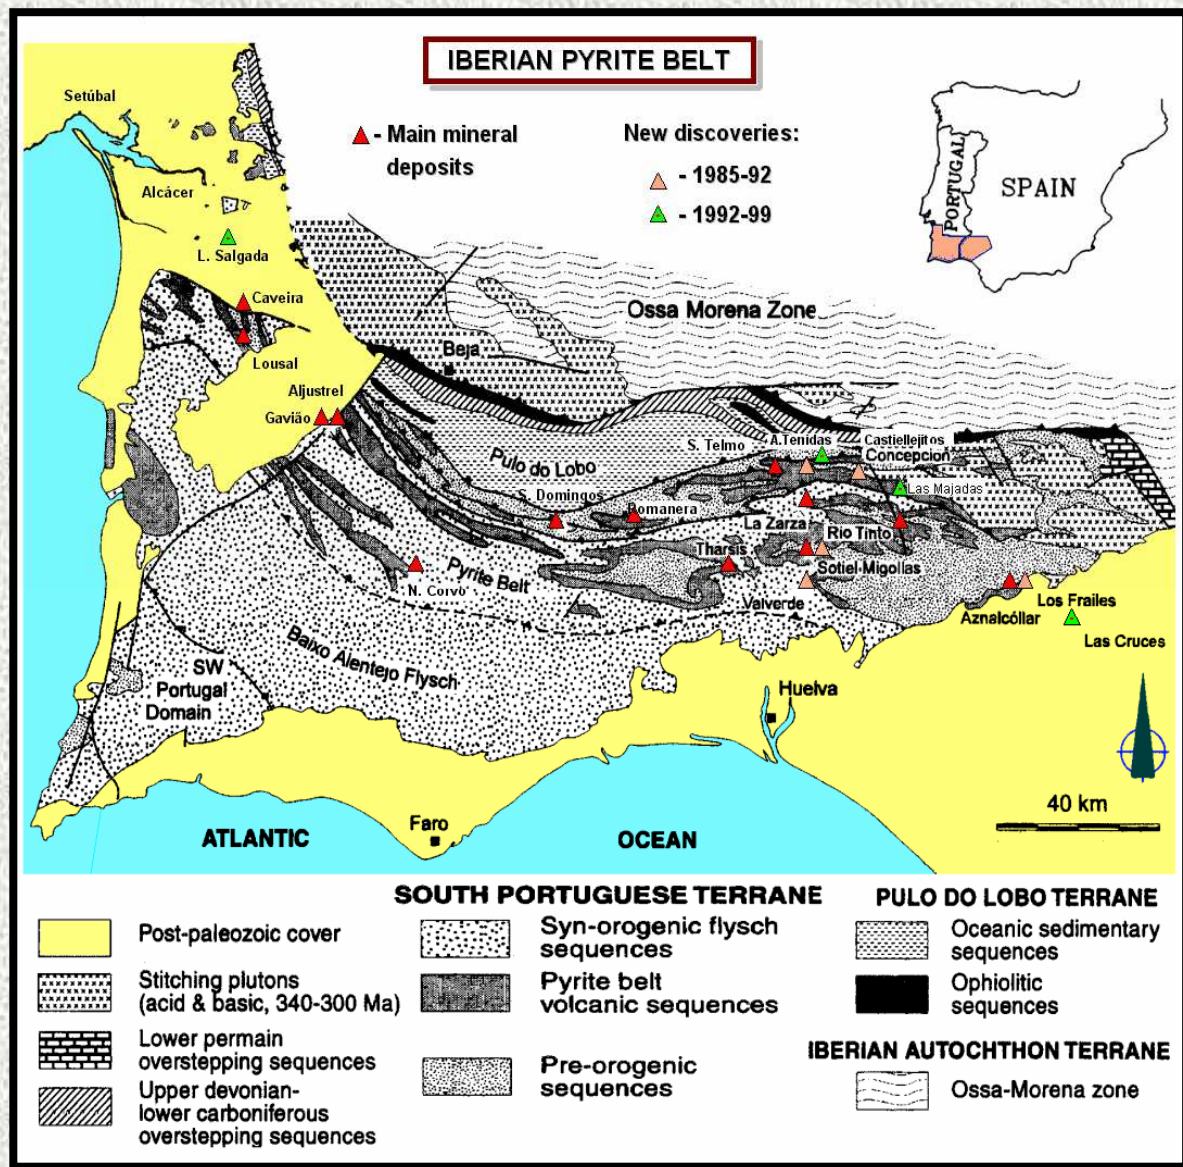 IBERIAN PYRITE BELT
- Main mineral
deposits
New discoveries:
- 1985-92
- 1992-99
PORTUGAL
SPAIN
Setúbal
Alcácer
L. Salgada
Caveira
Lousal
Aljustrel
Gavião
Beja
Ossa Morena Zone
Pulo do Lobo
S. Telmo
A.Tenidas
Castiellejitos
Concepción
Las Majadas
S. Domingos
Romanera
La Zarza
Rio Tinto
Tharsis
Sotiel-Migollas
Pyrite Belt
N. Corvo
Valverde
Los Frailes
Aznalcóllar
Las Cruces
Baixo Alentejo Flysch
SW
Portugal
Domain
Huelva
40 km
Faro
ATLANTIC
OCEAN
Post-paleozoic cover
Stitching plutons
(acid & basic, 340-300 Ma)
Lower permain
overstepping sequences
Upper devonian-
lower carboniferous
overstepping sequences
SOUTH PORTUGUESE TERRANE
Syn-orogenic flysch
sequences
Pyrite belt
volcanic sequences
Pre-orogenic
sequences
PULO DO LOBO TERRANE
Oceanic sedimentary
sequences
Ophiolitic
sequences
IBERIAN AUTOCHTHON TERRANE
Ossa-Morena zone